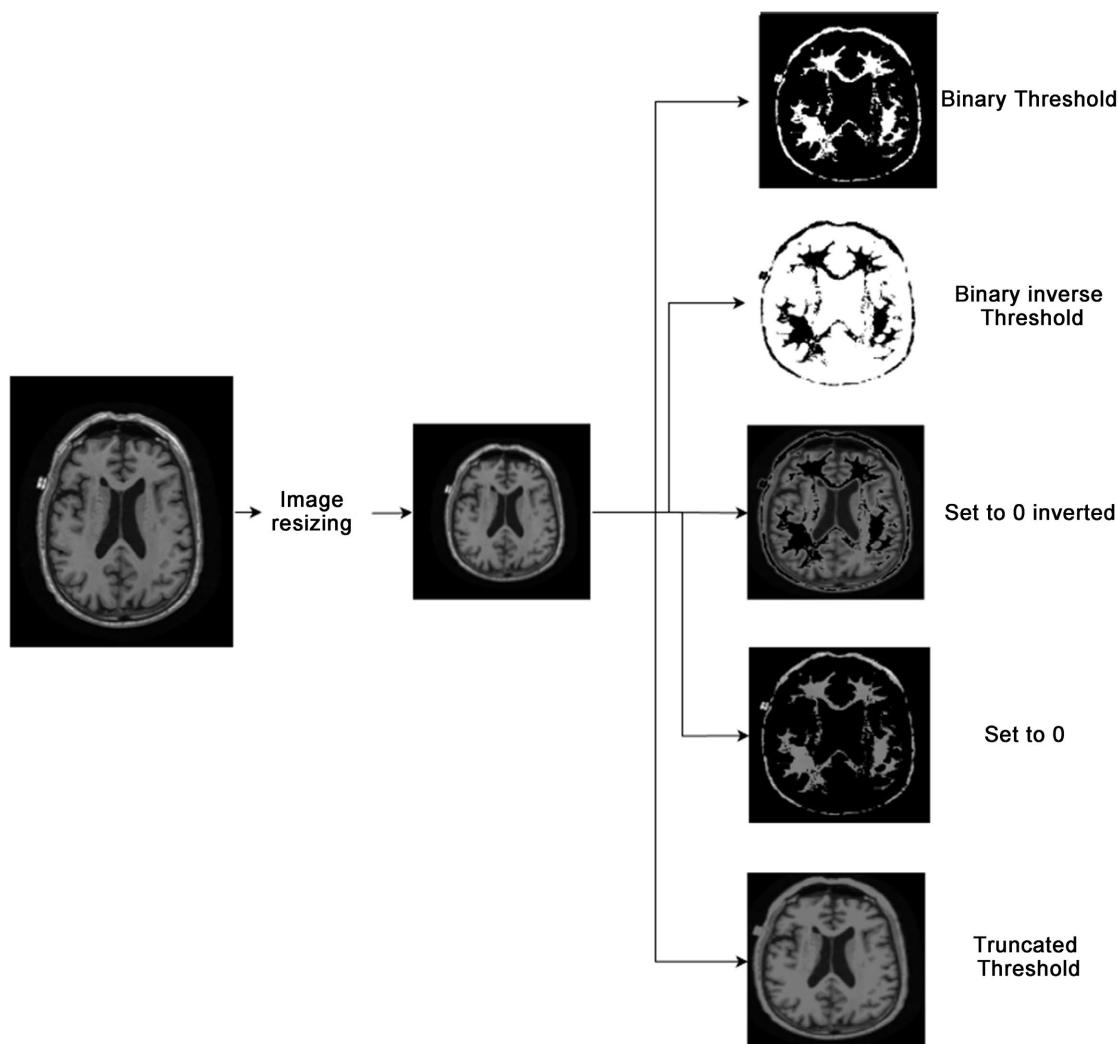 Binary Threshold
Binary inverse
Threshold
Image
resizing
Set to 0 inverted
Set to 0
Truncated
Threshold